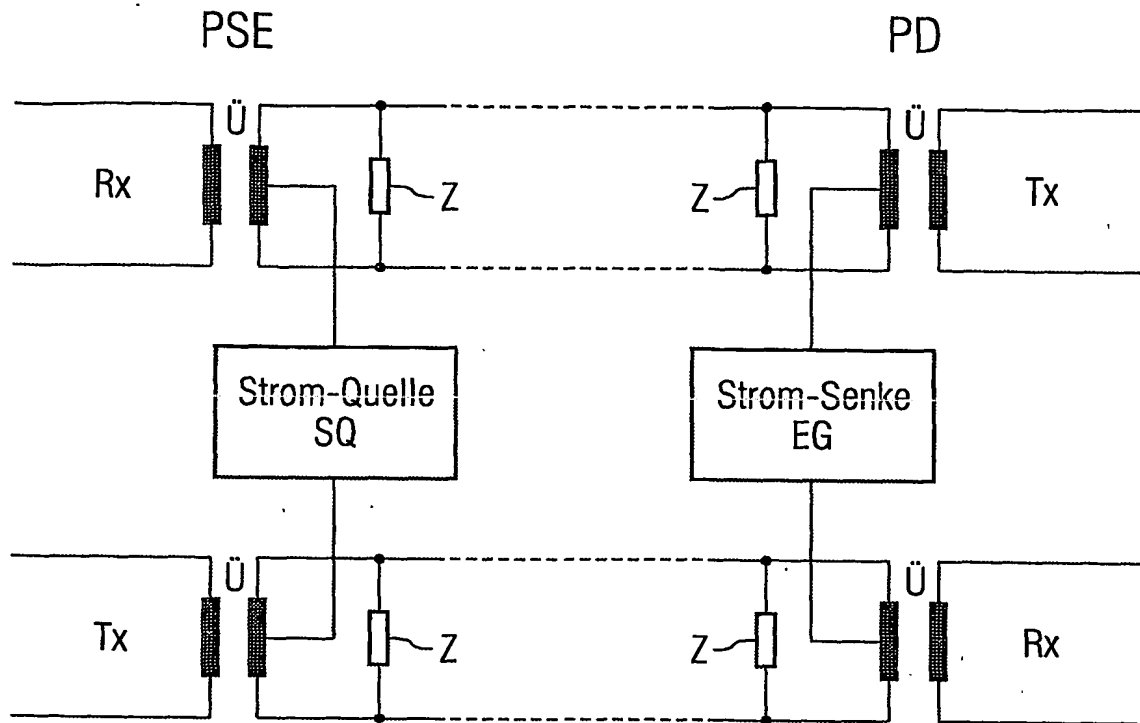 PSE
PD
Ü
Ü
Rx
Z
Z
Tx
Strom-Quelle
SQ
Strom-Senke
EG
Ü
Ü
Tx
Z
Z
Rx